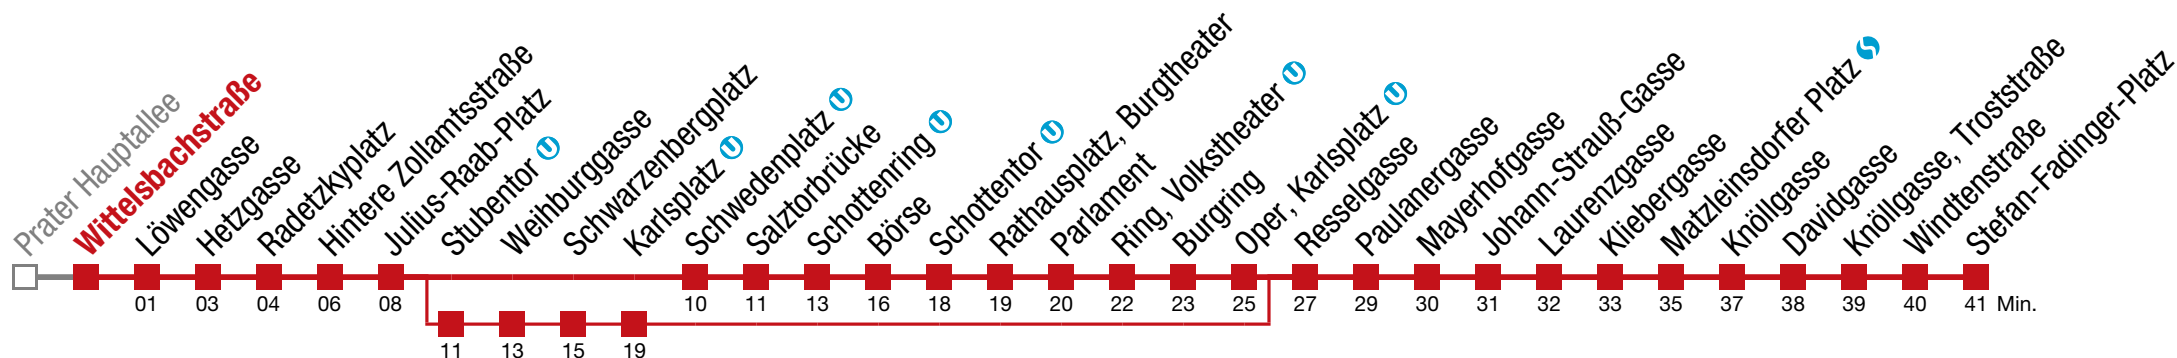 Prater Hauptallee
Wittelsbachstraße
Löwengasse
Hetzgasse
Radetzkyplatz
Hintere Zollamtsstraße
Julius-Raab-Platz
Stubentor U
Weihburggasse
Schwarzenbergplatz
Karlsplatz U
Schwedenplatz U
Salztorbrücke
Schottenring U
Börse
Schottentor U
Rathausplatz, Burgtheater
Parlament
Ring, Volkstheater U
Burgring
Oper, Karlsplatz U
Resselgasse
Paulanergasse
Mayerhofgasse
Johann-Strauß-Gasse
Laurenzgasse
Kliebergasse
Matzleinsdorfer Platz S
Knöllgasse
Davidgasse
Knöllgasse, Troststraße
Windtenstraße
Stefan-Fadinger-Platz
01 03 04 06 08 10 11 13 16 18 19 20 22 23 25 27 29 30 31 32 33 35 37 38 39 40 41 Min.
11 13 15 19